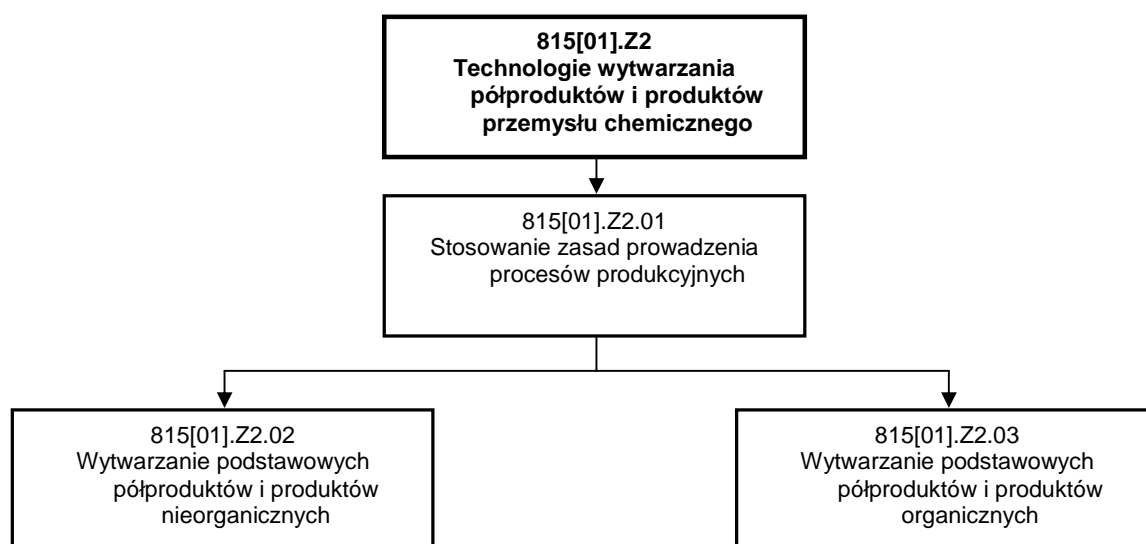 815[01].Z2
Technologie wytwarzania
półproduktów i produktów
przemysłu chemicznego
815[01].Z2.01
Stosowanie zasad prowadzenia
procesów produkcyjnych
815[01].Z2.02
Wytwarzanie podstawowych
półproduktów i produktów
nieorganicznych
815[01].Z2.03
Wytwarzanie podstawowych
półproduktów i produktów
organicznych